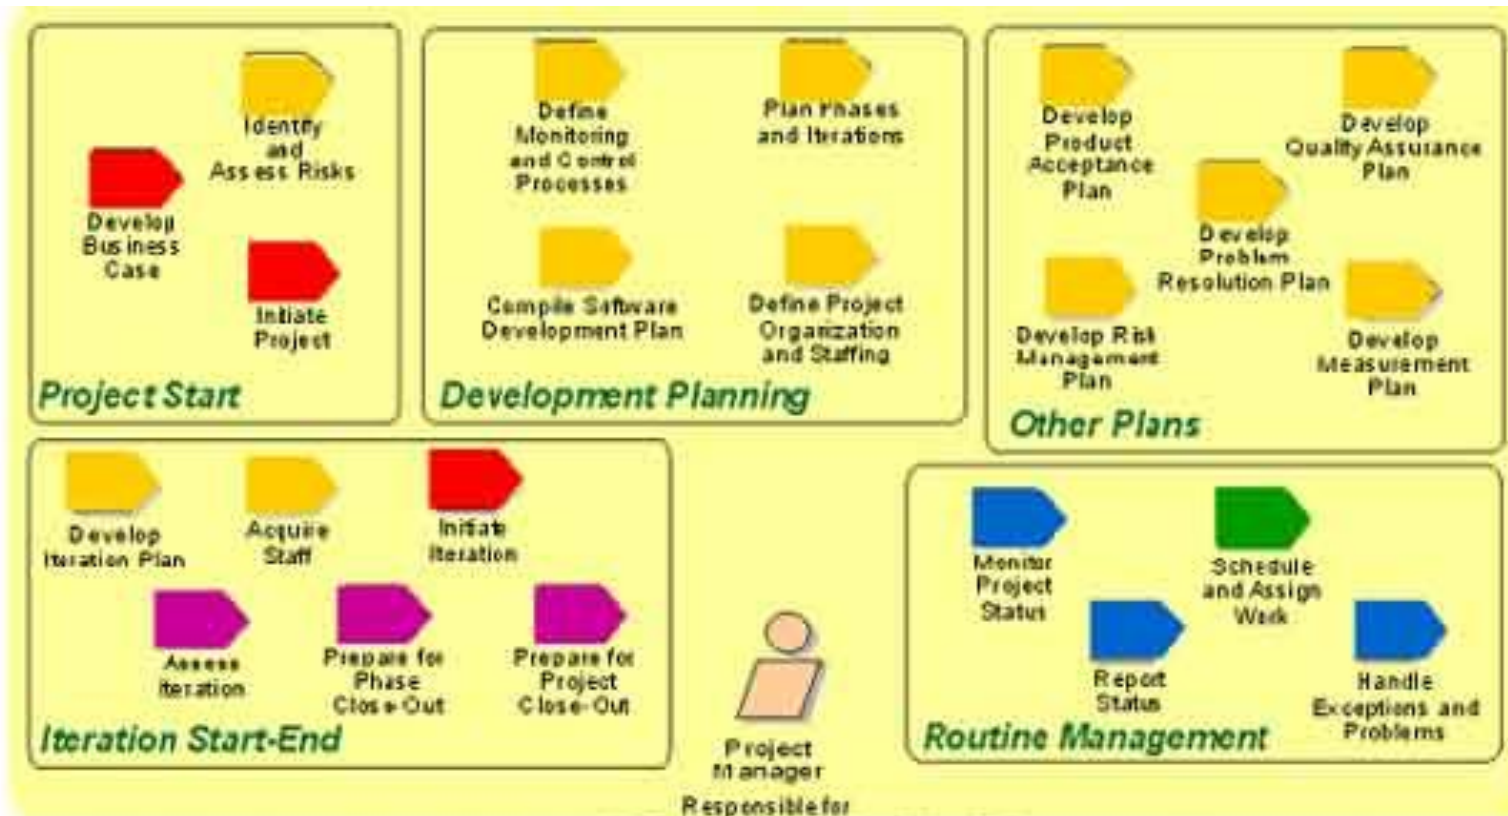 Identify
and
Assess Risks
Develop
Business
Case
Initiate
Project
Project Start
Define
Monitoring
and Control
Processes
Plan Phases
and Iterations
Compile Software
Development Plan
Define Project
Organization
and Staffing
Development Planning
Develop
Product
Acceptance
Plan
Develop
Quality Assurance
Plan
Develop
Problem
Resolution Plan
Develop Risk
Management
Plan
Develop
Measurement
Plan
Other Plans
Develop
Iteration Plan
Acquire
Staff
Initiate
Iteration
Assess
Iteration
Prepare for
Phase
Close-Out
Prepare for
Project
Close-Out
Iteration Start-End
Project
Manager
Responsible for
Monitor
Project
Status
Schedule
and Assign
Work
Report
Status
Handle
Exceptions and
Problems
Routine Management